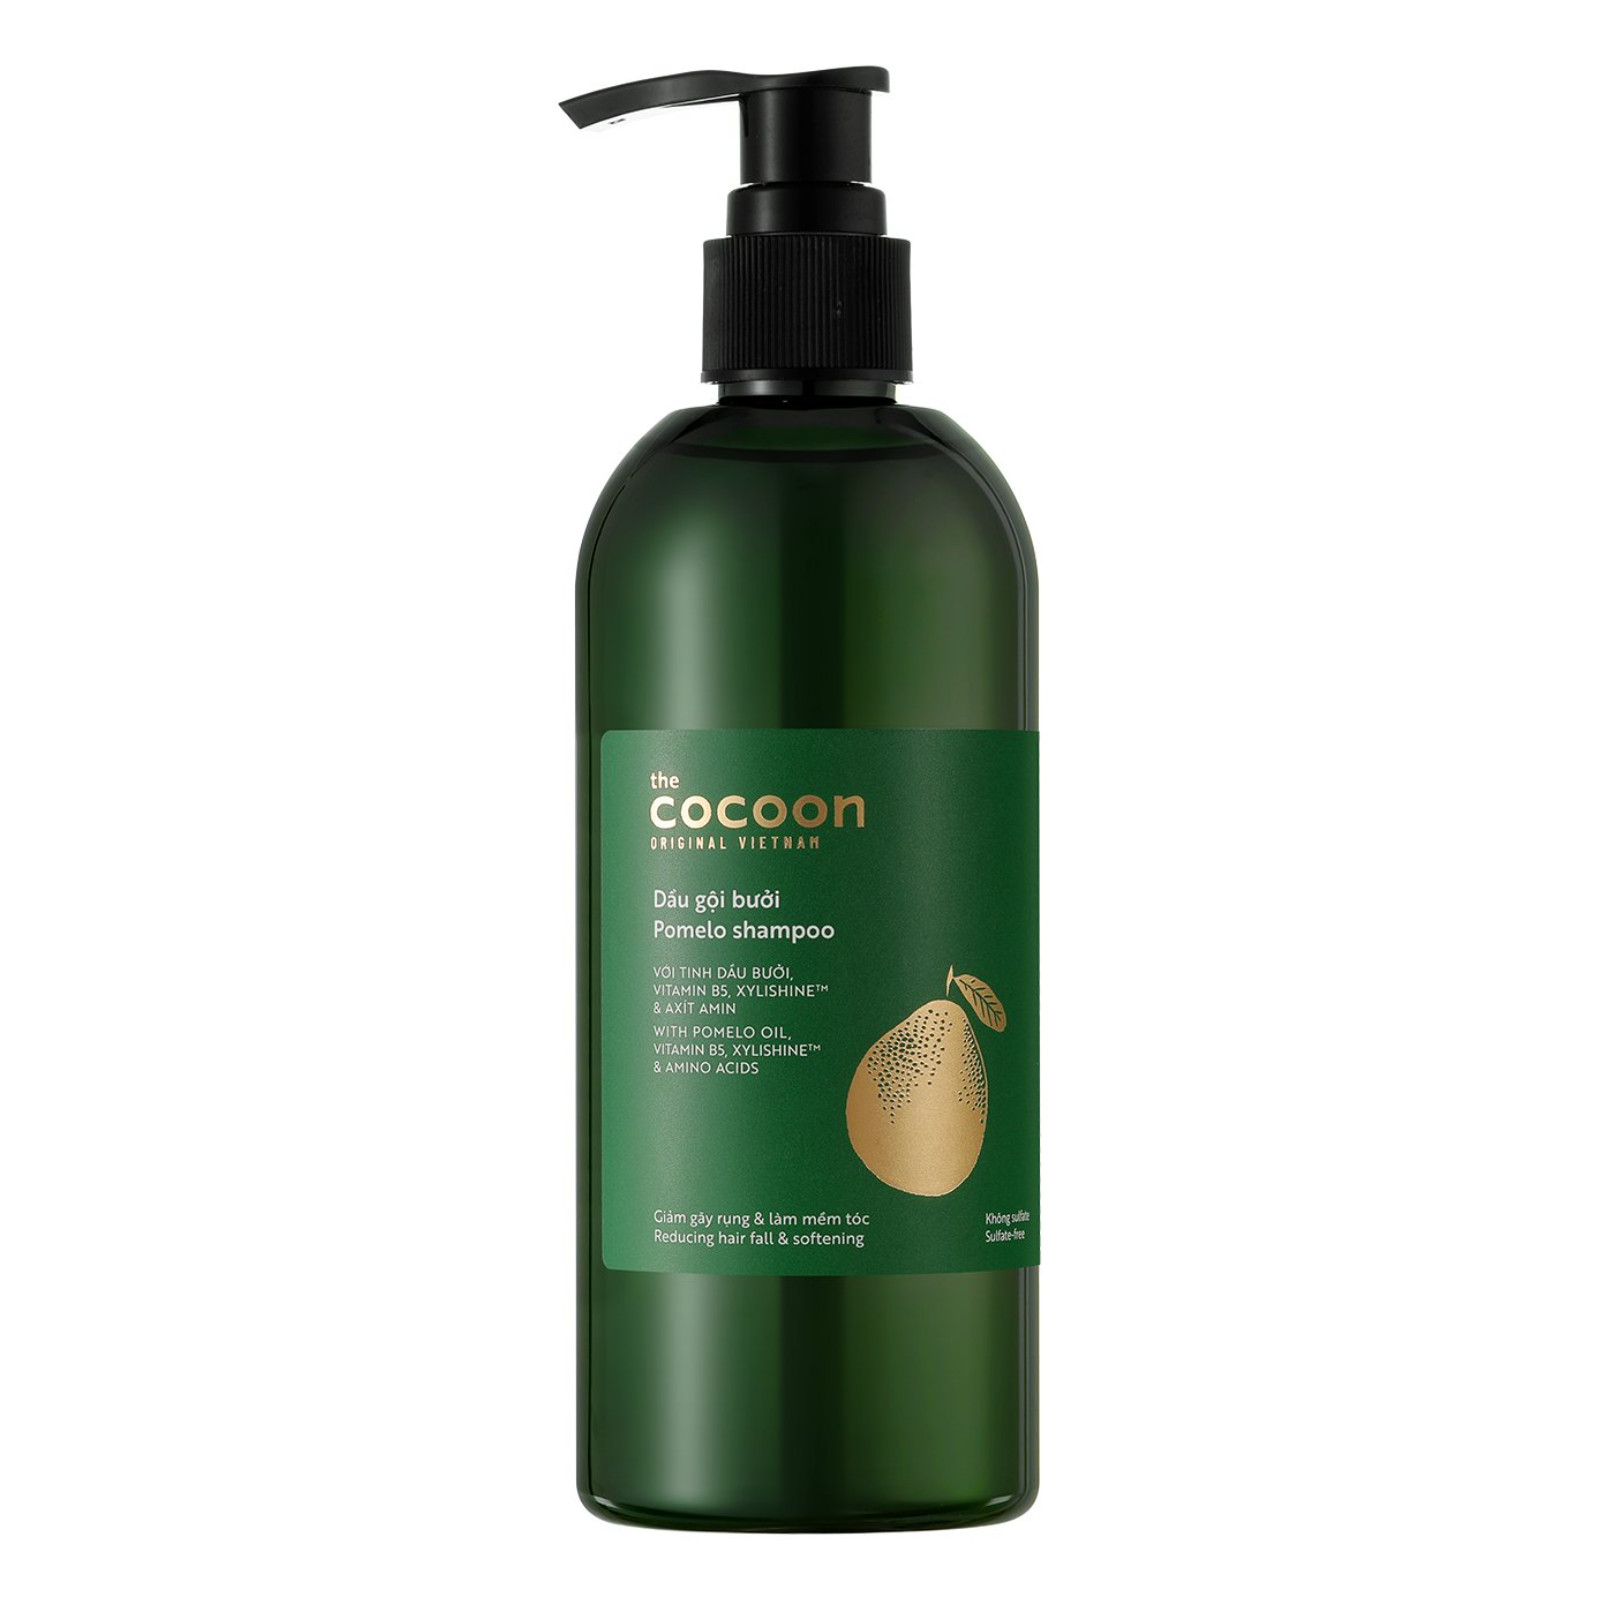 the
cocoon
ORIGINAL VIETNAM
Dầu gội bưởi
Pomelo shampoo
VỚI TINH DẦU BƯỞI,
VITAMIN B5, XYLISHINE™
& AXÍT AMIN
WITH POMELO OIL,
VITAMIN B5, XYLISHINE™
& AMINO ACIDS
Giảm gãy rụng & làm mềm tóc
Reducing hair fall & softening
Không sulfate
Sulfate-free